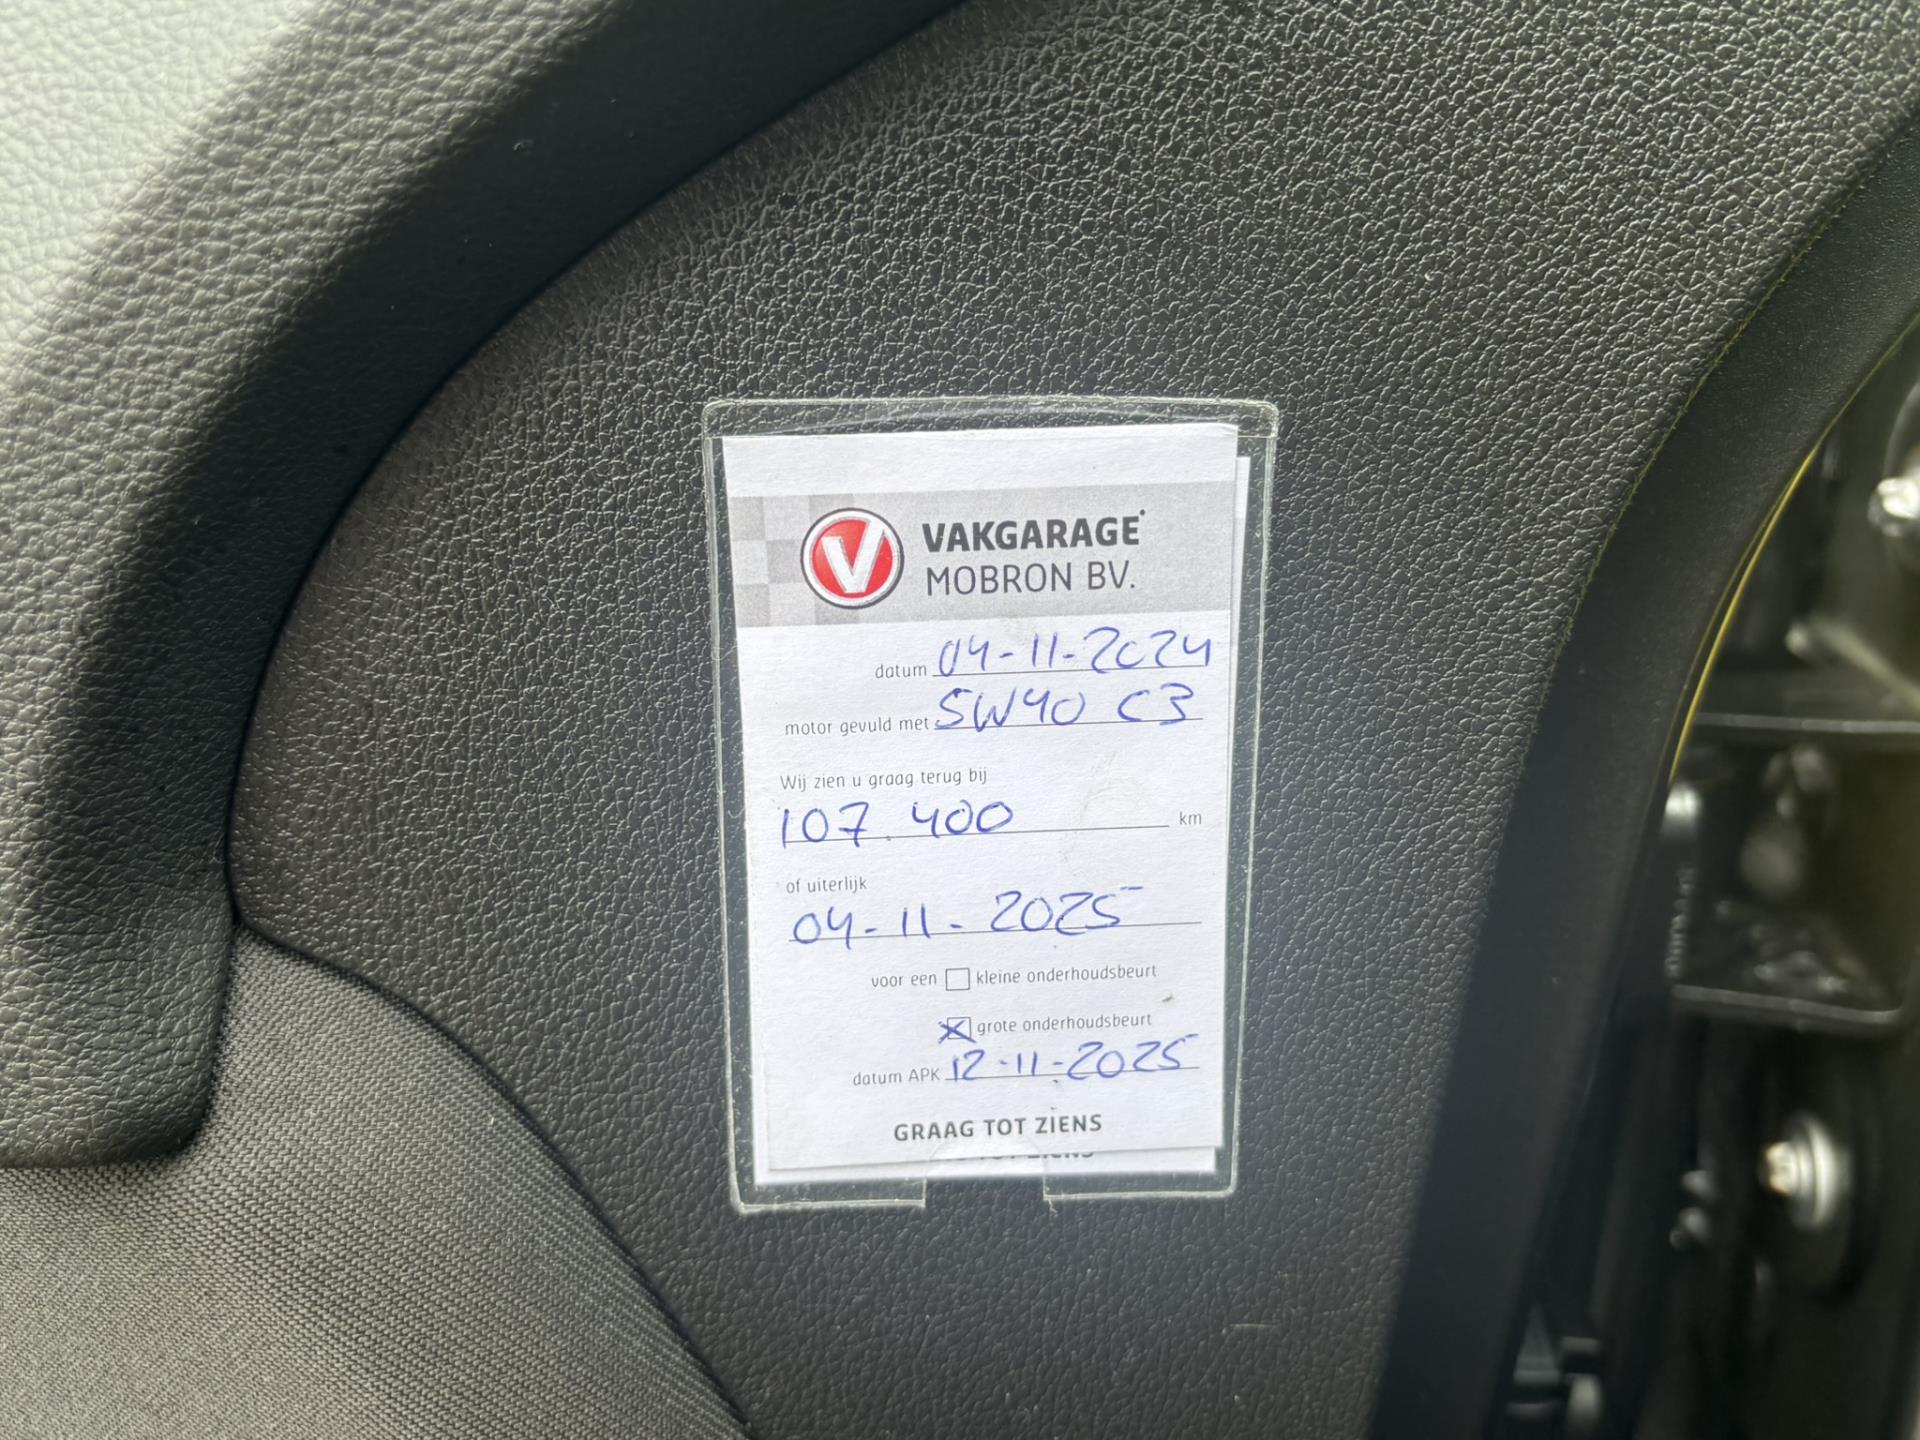 V VAKGARAGE
MOBRON BV.
datum 04-11-2024
motor gevuld met 5W40 C3
Wij zien u graag terug bij
107.400 km
of uiterlijk
04-11-2025
voor een kleine onderhoudsbeurt
grote onderhoudsbeurt
datum APK 12-11-2025
GRAAG TOT ZIENS